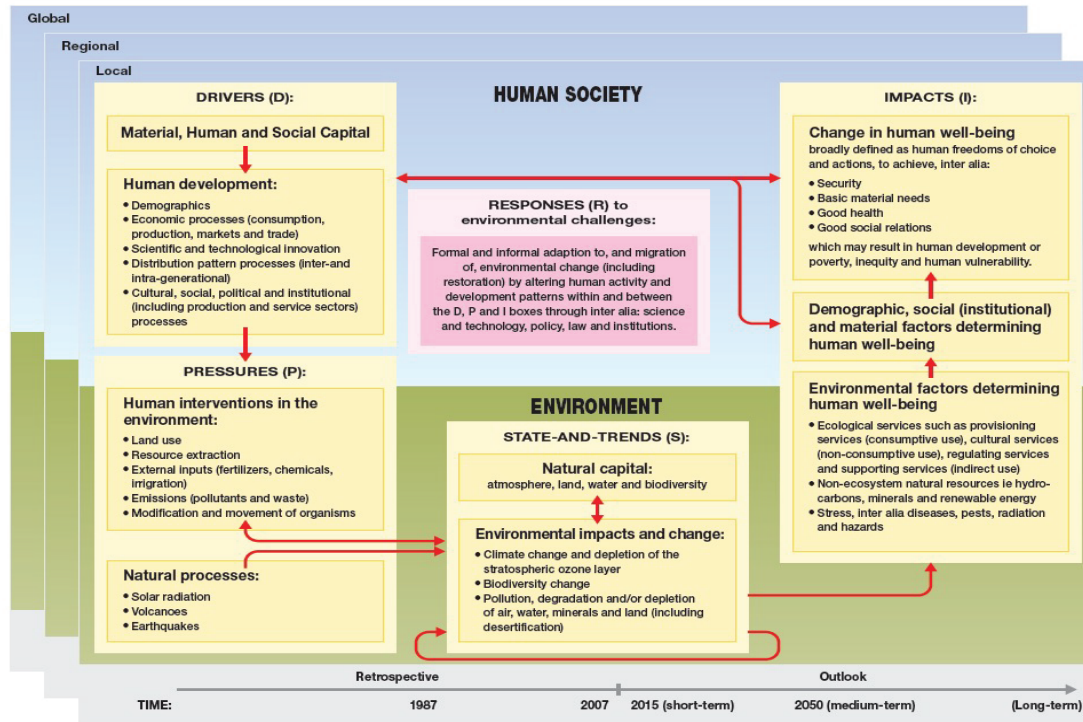 Global
Regional
Local
DRIVERS (D):
Material, Human and Social Capital
Human development:
• Demographics
• Economic processes (consumption,
production, markets and trade)
• Scientific and technological innovation
• Distribution pattern processes (inter-and
intra-generational)
• Cultural, social, political and institutional
(including production and service sectors)
processes
PRESSURES (P):
Human interventions in the
environment:
• Land use
• Resource extraction
• External inputs (fertilizers, chemicals,
irrigration)
• Emissions (pollutants and waste)
• Modification and movement of organisms
Natural processes:
• Solar radiation
• Volcanoes
• Earthquakes
HUMAN SOCIETY
RESPONSES (R) to
environmental challenges:
Formal and informal adaption to, and migration
of, environmental change (including
restoration) by altering human activity and
development patterns within and between
the D, P and I boxes through inter alia: science
and technology, policy, law and institutions.
ENVIRONMENT
STATE-AND-TRENDS (S):
Natural capital:
atmosphere, land, water and biodiversity
Environmental impacts and change:
• Climate change and depletion of the
stratospheric ozone layer
• Biodiversity change
• Pollution, degradation and/or depletion
of air, water, minerals and land (including
desertification)
IMPACTS (I):
Change in human well-being
broadly defined as human freedoms of choice
and actions, to achieve, inter alia:
• Security
• Basic material needs
• Good health
• Good social relations
which may result in human development or
poverty, inequity and human vulnerability.
Demographic, social (institutional)
and material factors determining
human well-being
Environmental factors determining
human well-being
• Ecological services such as provisioning
services (consumptive use), cultural services
(non-consumptive use), regulating services
and supporting services (indirect use)
• Non-ecosystem natural resources ie hydro-
carbons, minerals and renewable energy
• Stress, inter alia diseases, pests, radiation
and hazards
Retrospective
Outlook
TIME:
1987
2007
2015 (short-term)
2050 (medium-term)
(Long-term)